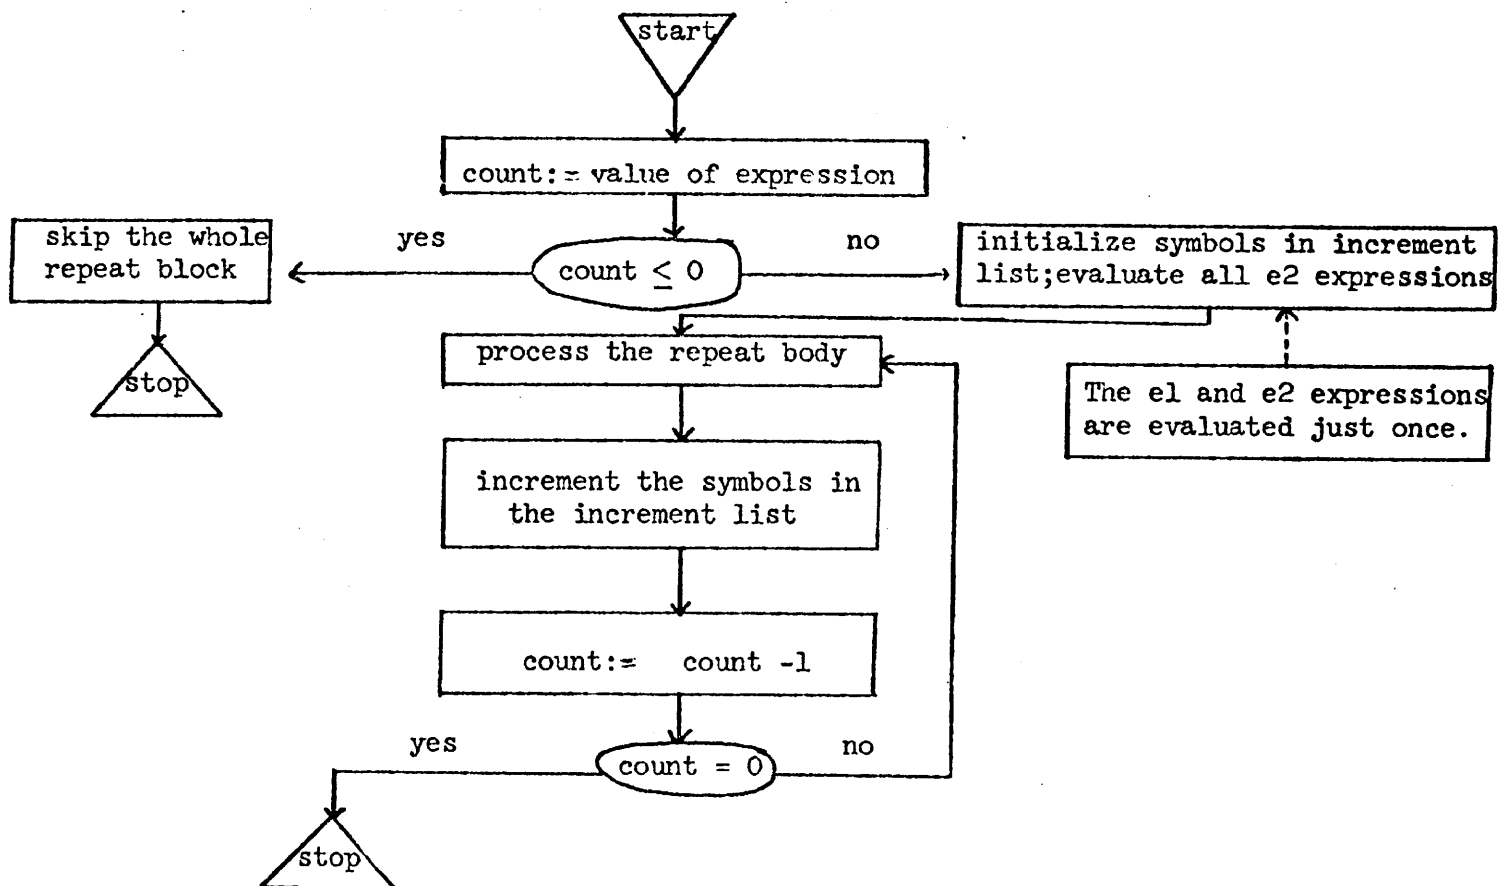 start
count:= value of expression
skip the whole
repeat block
yes
count ≤ 0
no
initialize symbols in increment
list;evaluate all e2 expressions
stop
process the repeat body
The e1 and e2 expressions
are evaluated just once.
increment the symbols in
the increment list
count:= count -1
yes
count = 0
no
stop